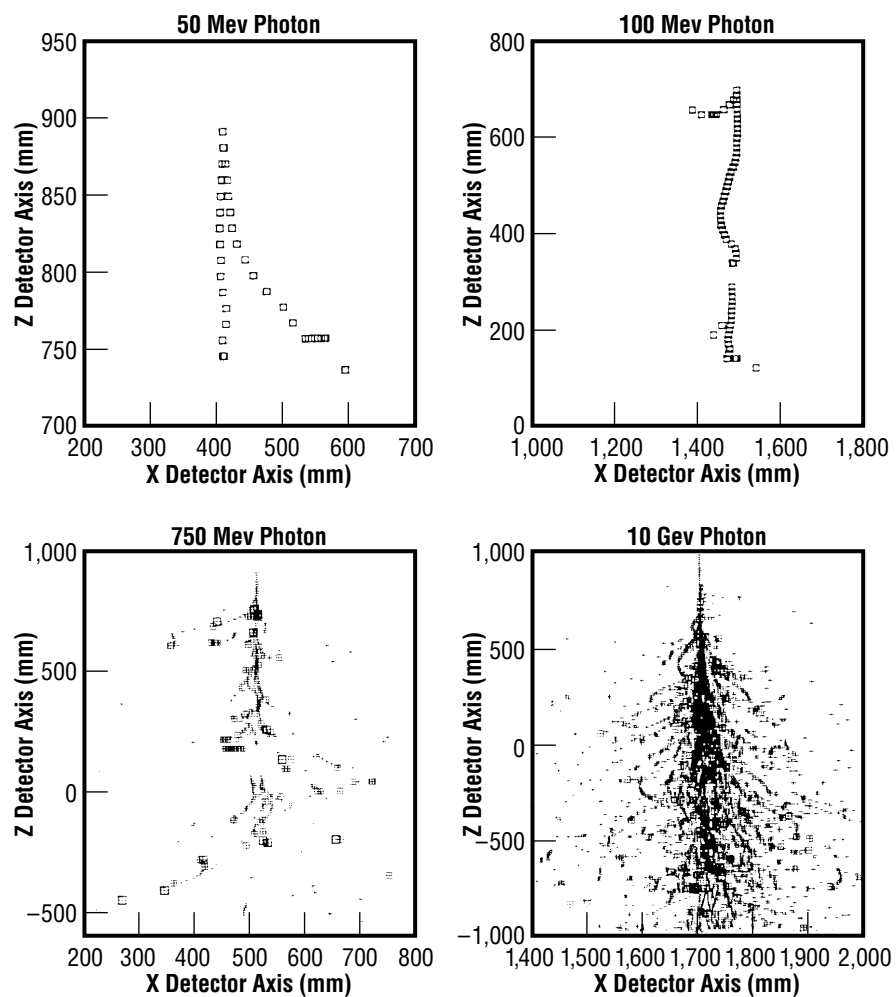 50 Mev Photon
950
900
850
800
750
700
Z Detector Axis (mm)
200 300 400 500 600 700
X Detector Axis (mm)
100 Mev Photon
800
600
400
200
0
Z Detector Axis (mm)
1,000 1,200 1,400 1,600 1,800
X Detector Axis (mm)
750 Mev Photon
1,000
500
0
−500
Z Detector Axis (mm)
200 300 400 500 600 700 800
X Detector Axis (mm)
10 Gev Photon
1,000
500
0
−500
−1,000
Z Detector Axis (mm)
1,400 1,500 1,600 1,700 1,800 1,900 2,000
X Detector Axis (mm)